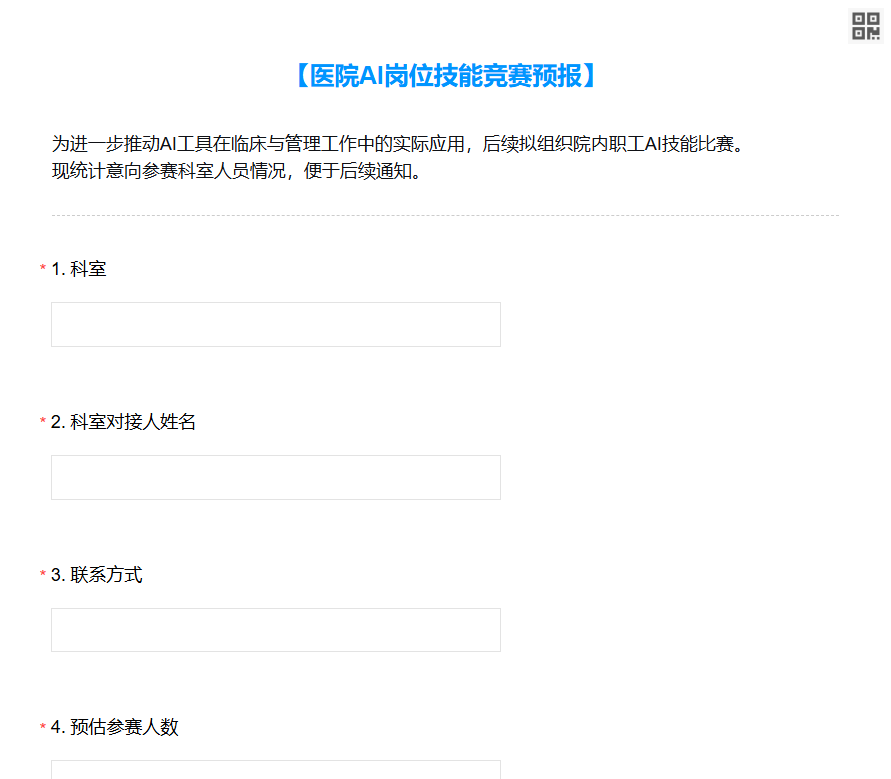 【医院AI岗位技能竞赛预报】
为进一步推动AI工具在临床与管理工作中的实际应用，后续拟组织院内职工AI技能比赛。
现统计意向参赛科室人员情况，便于后续通知。
* 1. 科室
* 2. 科室对接人姓名
* 3. 联系方式
* 4. 预估参赛人数